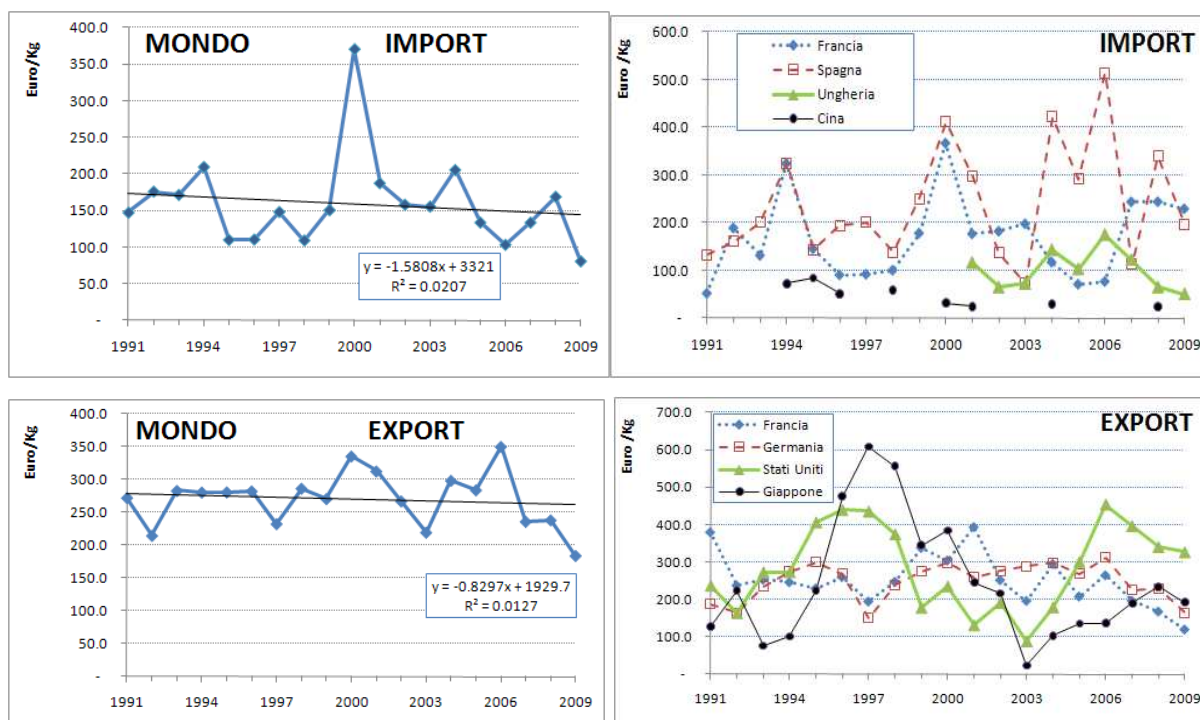 MONDO IMPORT
Euro/Kg
400.0
350.0
300.0
250.0
200.0
150.0
100.0
50.0
-
y = -1.5808x + 3321
R² = 0.0207
1991 1994 1997 2000 2003 2006 2009
IMPORT
Euro /Kg
600.0
500.0
400.0
300.0
200.0
100.0
-
Francia
Spagna
Ungheria
Cina
1991 1994 1997 2000 2003 2006 2009
MONDO EXPORT
Euro/Kg
400.0
350.0
300.0
250.0
200.0
150.0
100.0
50.0
-
y = -0.8297x + 1929.7
R² = 0.0127
1991 1994 1997 2000 2003 2006 2009
EXPORT
Euro /Kg
700.0
600.0
500.0
400.0
300.0
200.0
100.0
-
Francia
Germania
Stati Uniti
Giappone
1991 1994 1997 2000 2003 2006 2009